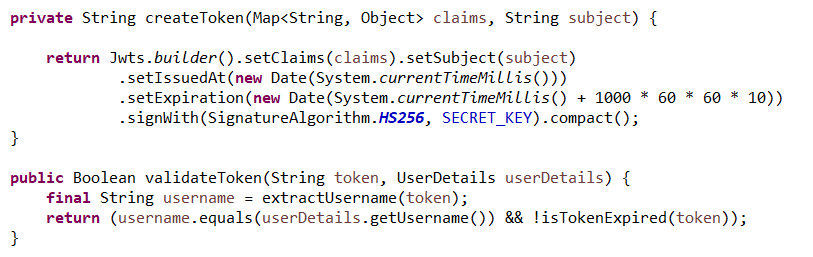 private String createToken(Map<String, Object> claims, String subject) {
return Jwts.builder().setClaims(claims).setSubject(subject)
.setIssuedAt(new Date(System.currentTimeMillis()))
.setExpiration(new Date(System.currentTimeMillis() + 1000 * 60 * 60 * 10))
.signWith(SignatureAlgorithm.HS256, SECRET_KEY).compact();
}
public Boolean validateToken(String token, UserDetails userDetails) {
final String username = extractUsername(token);
return (username.equals(userDetails.getUsername()) && !isTokenExpired(token));
}